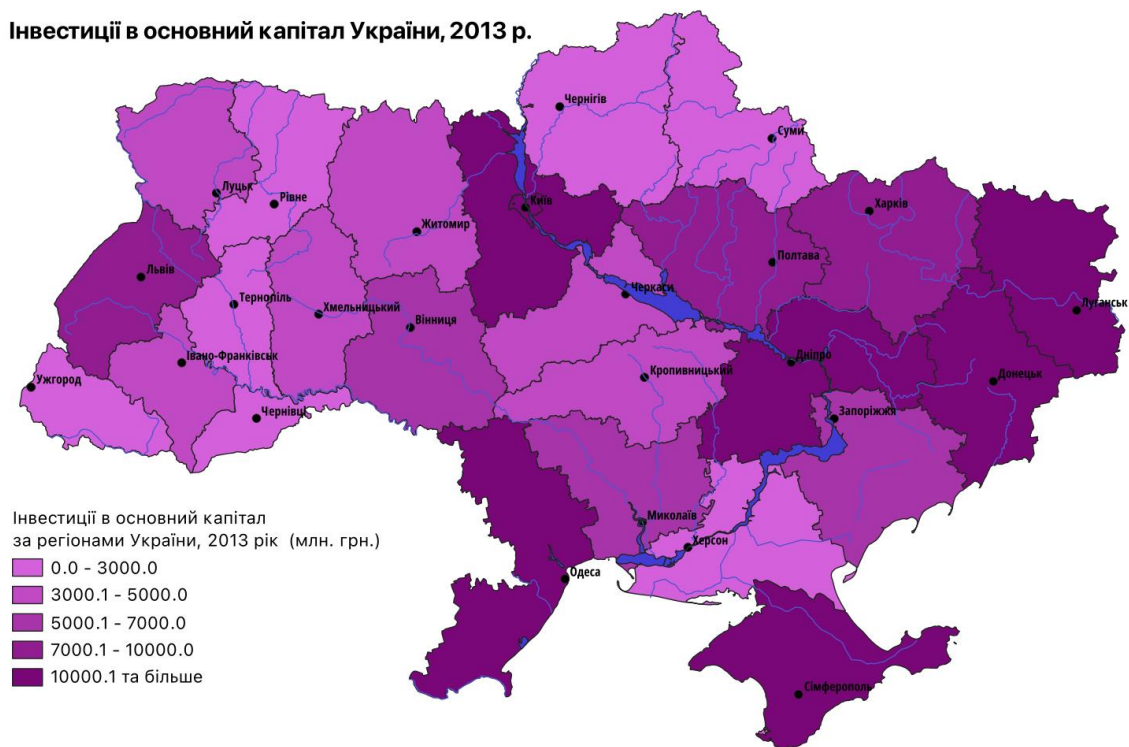 Інвестиції в основний капітал України, 2013 р.
Чернігів
Суми
Луцьк
Рівне
Київ
Харків
Житомир
Львів
Полтава
Тернопіль
Хмельницький
Черкаси
Луганськ
Вінниця
Івано-Франківськ
Дніпро
Ужгород
Кропивницький
Донецьк
Чернівці
Запоріжжя
Миколаїв
Херсон
Одеса
Сімферополь
Інвестиції в основний капітал
за регіонами України, 2013 рік (млн. грн.)
0.0 - 3000.0
3000.1 - 5000.0
5000.1 - 7000.0
7000.1 - 10000.0
10000.1 та більше